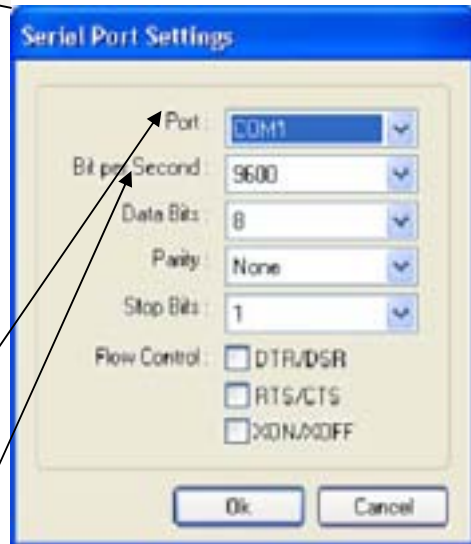 Seriel Port Settings
Port : COM1
Bit per Second : 9600
Data Bits : 8
Parity : None
Stop Bits : 1
Flow Control : DTR/DSR
RTS/CTS
XON/XOFF
Ok Cancel